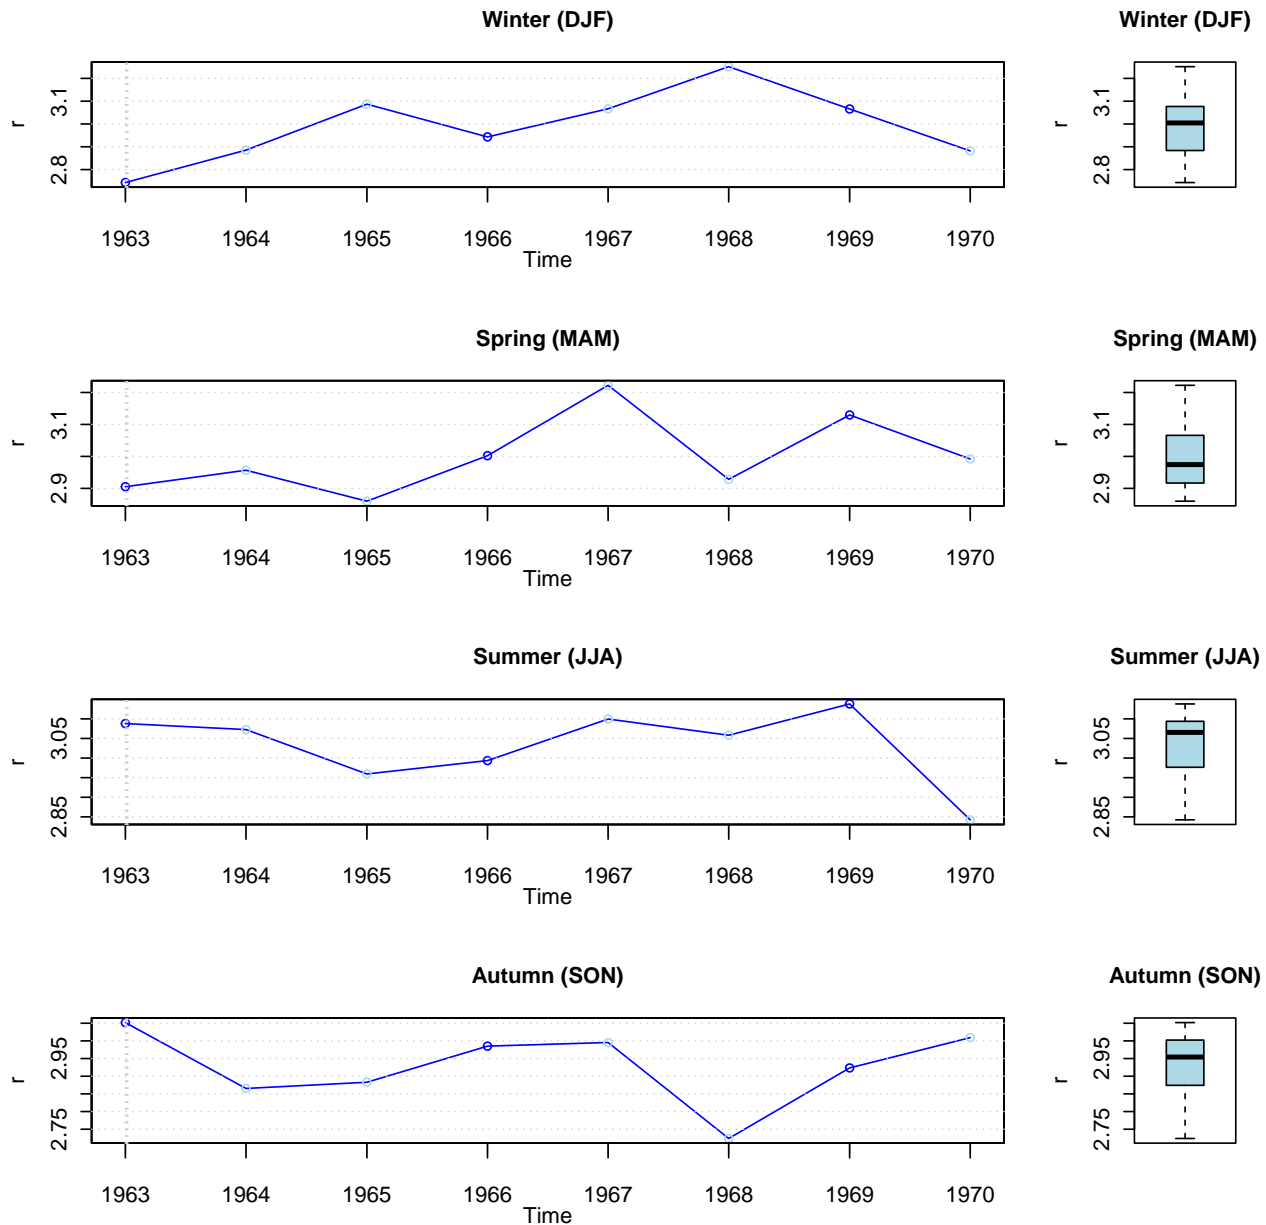 Winter (DJF) Winter (DJF)
r 3.1 2.8 r 3.1 2.8
1963 1964 1965 1966 1967 1968 1969 1970
Time
Spring (MAM) Spring (MAM)
r 3.1 2.9 r 3.1 2.9
1963 1964 1965 1966 1967 1968 1969 1970
Time
Summer (JJA) Summer (JJA)
r 3.05 2.85 r 3.05 2.85
1963 1964 1965 1966 1967 1968 1969 1970
Time
Autumn (SON) Autumn (SON)
r 2.95 2.75 r 2.95 2.75
1963 1964 1965 1966 1967 1968 1969 1970
Time